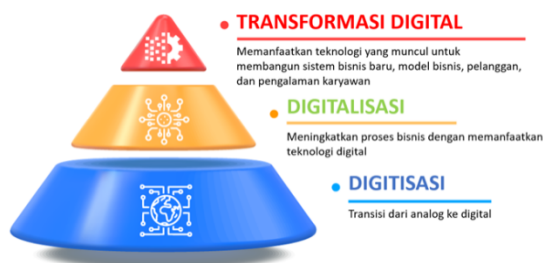 TRANSFORMASI DIGITAL
Memanfaatkan teknologi yang muncul untuk
membangun sistem bisnis baru, model bisnis, pelanggan,
dan pengalaman karyawan
DIGITALISASI
Meningkatkan proses bisnis dengan memanfaatkan
teknologi digital
DIGITISASI
Transisi dari analog ke digital